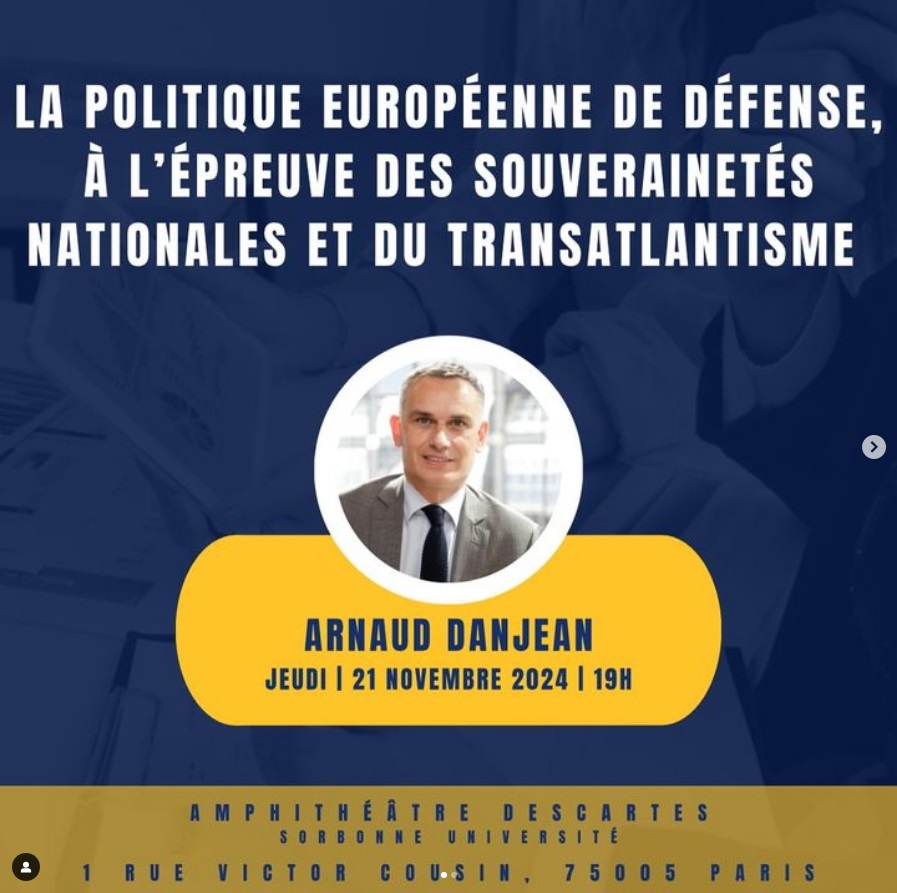 LA POLITIQUE EUROPÉENNE DE DÉFENSE,
À L'ÉPREUVE DES SOUVERAINETÉS
NATIONALES ET DU TRANSATLANTISME
ARNAUD DANJEAN
JEUDI | 21 NOVEMBRE 2024 | 19H
AMPHITHÉÂTRE DESCARTES
SORBONNE UNIVERSITÉ
1 RUE VICTOR COUSIN, 75005 PARIS